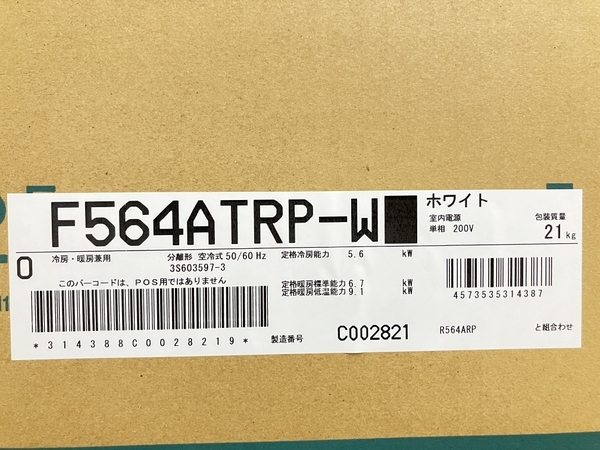 F564ATRP-W■ ホワイト
室内電源
単相 200V
包装質量
21kg
0
冷房・暖房兼用 分離形 空冷式 50/60 Hz
3S603597-3
このバーコードは、POS用ではありません
定格冷房能力 5.6 kW
定格暖房標準能力 6.7 kW
定格暖房低温能力 9.1 kW
4573535314387
*314388C0028219*
製造番号 C002821
R564ARP と組合わせ